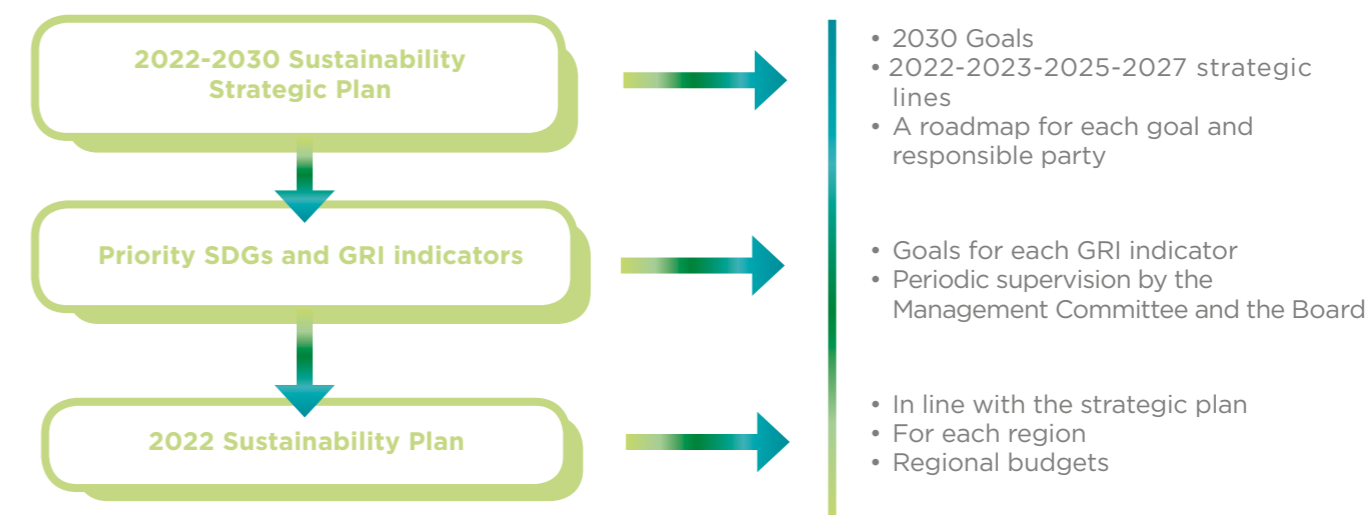 2022-2030 Sustainability
Strategic Plan
• 2030 Goals
• 2022-2023-2025-2027 strategic
lines
• A roadmap for each goal and
responsible party
Priority SDGs and GRI indicators
• Goals for each GRI indicator
• Periodic supervision by the
Management Committee and the Board
2022 Sustainability Plan
• In line with the strategic plan
• For each region
• Regional budgets